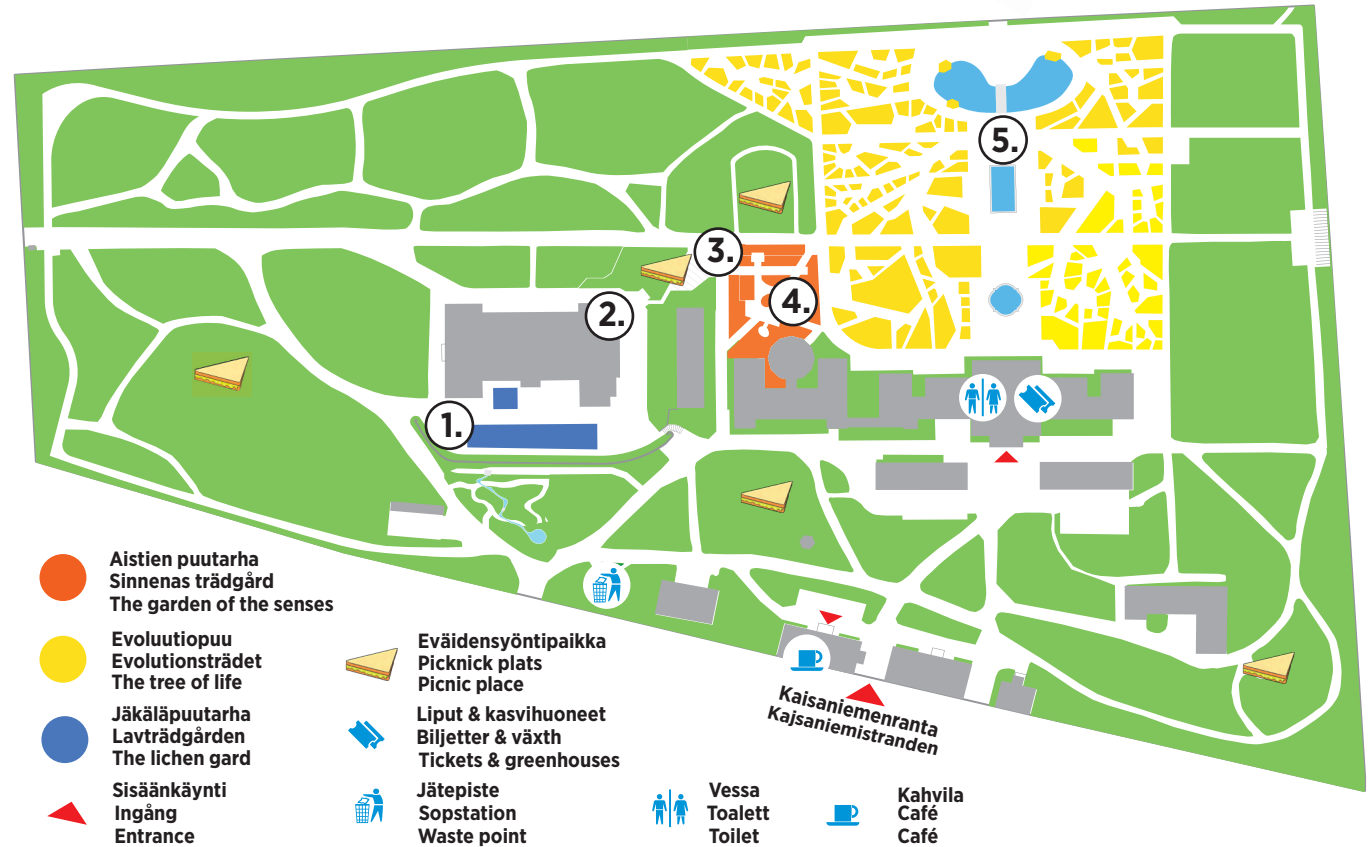 5.
3.
4.
2.
1.
Kaisaniemenranta
Kajsaniemistranden
Aistien puutarha
Sinnenas trädgård
The garden of the senses
Evoluutiopuu
Evolutionsträdet
The tree of life
Jäkäläpuutarha
Lavträdgården
The lichen gard
Sisäänkäynti
Ingång
Entrance
Eväidensyöntipaikka
Picknick plats
Picnic place
Liput & kasvihuoneet
Biljetter & växth
Tickets & greenhouses
Jätepiste
Sopstation
Waste point
Vessa
Toalett
Toilet
Kahvila
Café
Café